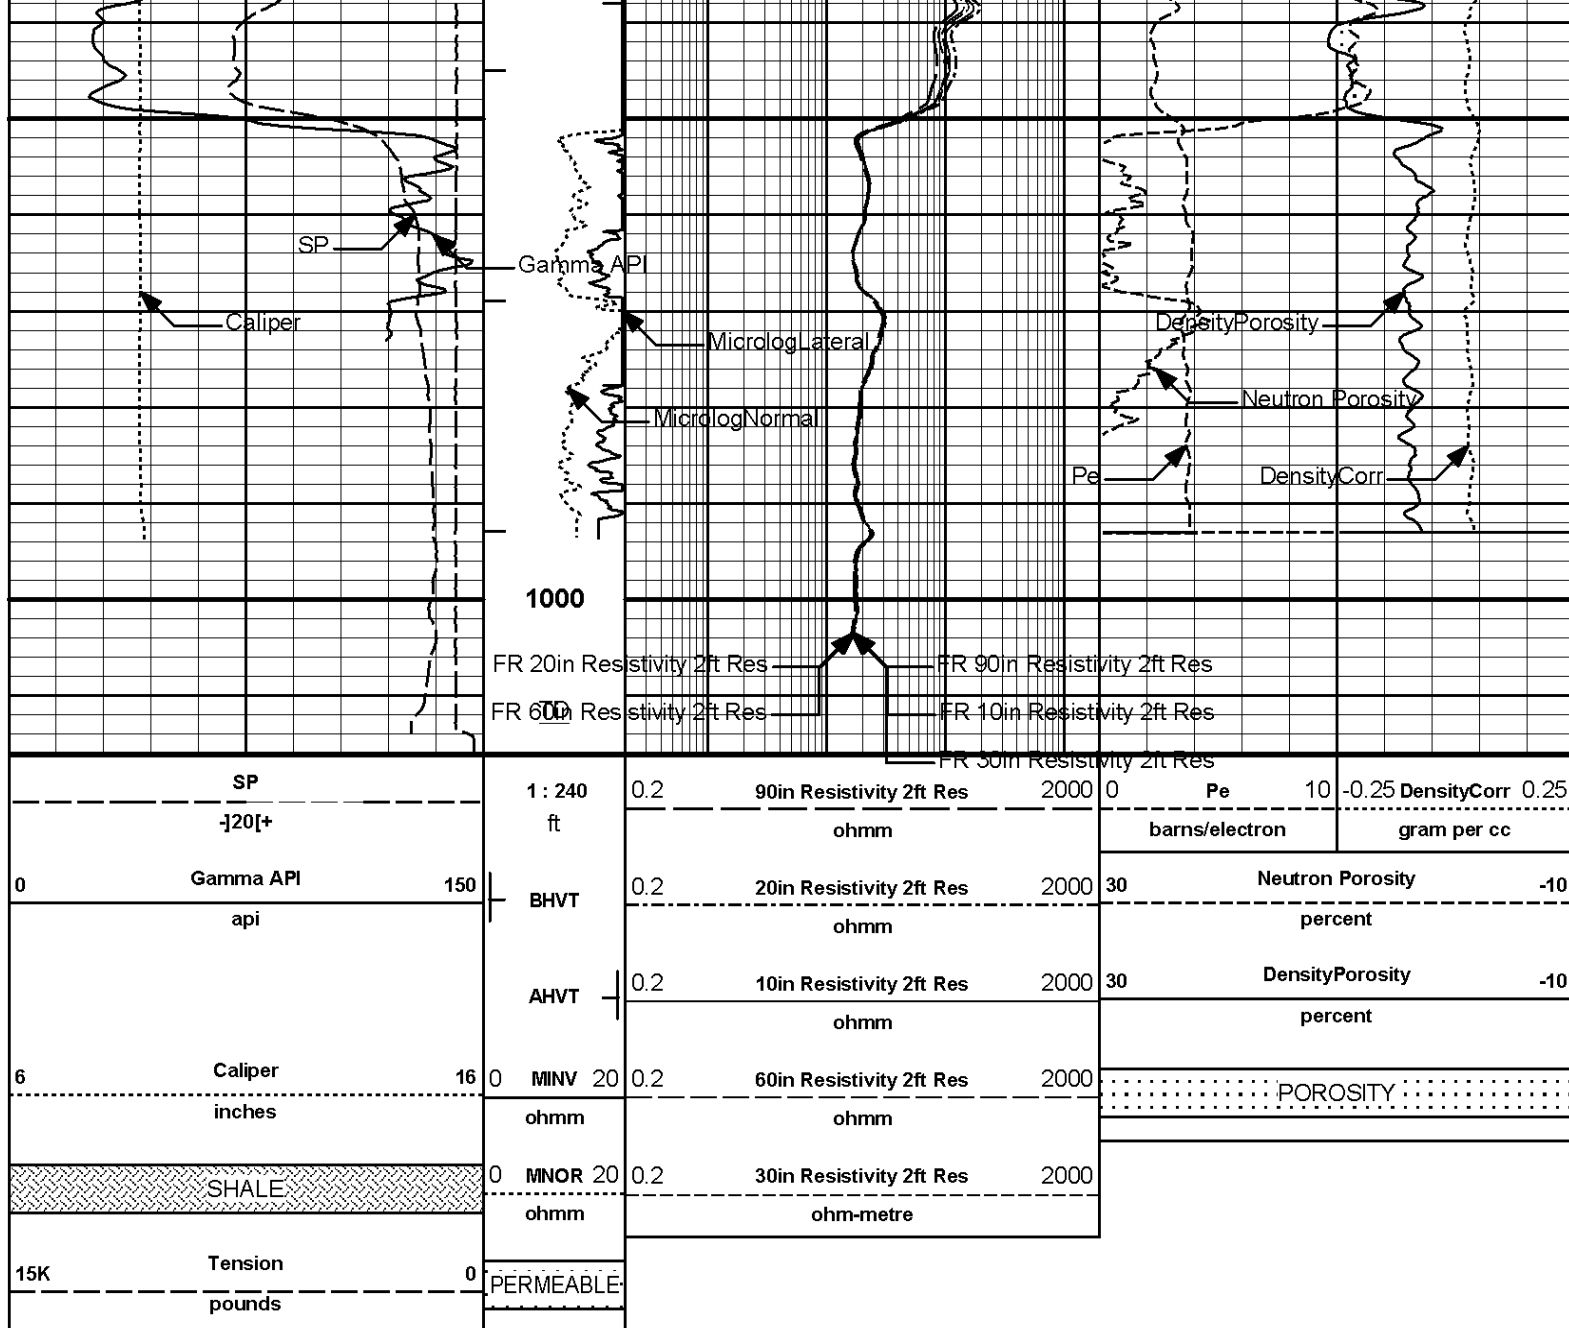 SP
Gamma API
Caliper
DensityPorosity
MicrologLateral
Neutron Porosity
MicrologNormal
Pe
DensityCorr
1000
FR 20in Resistivity 2ft Res
FR 90in Resistivity 2ft Res
TD
FR 60in Resistivity 2ft Res
FR 10in Resistivity 2ft Res
FR 30in Resistivity 2ft Res
SP
-]20[+
0 Gamma API 150
api
6 Caliper 16
inches
SHALE
15K Tension 0
pounds
1 : 240
ft
BHVT
AHVT
0 MINV 20
ohmm
0 MNOR 20
ohmm
PERMEABLE
0.2 90in Resistivity 2ft Res 2000
ohmm
0.2 20in Resistivity 2ft Res 2000
ohmm
0.2 10in Resistivity 2ft Res 2000
ohmm
0.2 60in Resistivity 2ft Res 2000
ohmm
0.2 30in Resistivity 2ft Res 2000
ohm-metre
0 Pe 10
barns/electron
-0.25 DensityCorr 0.25
gram per cc
30 Neutron Porosity -10
percent
30 DensityPorosity -10
percent
POROSITY